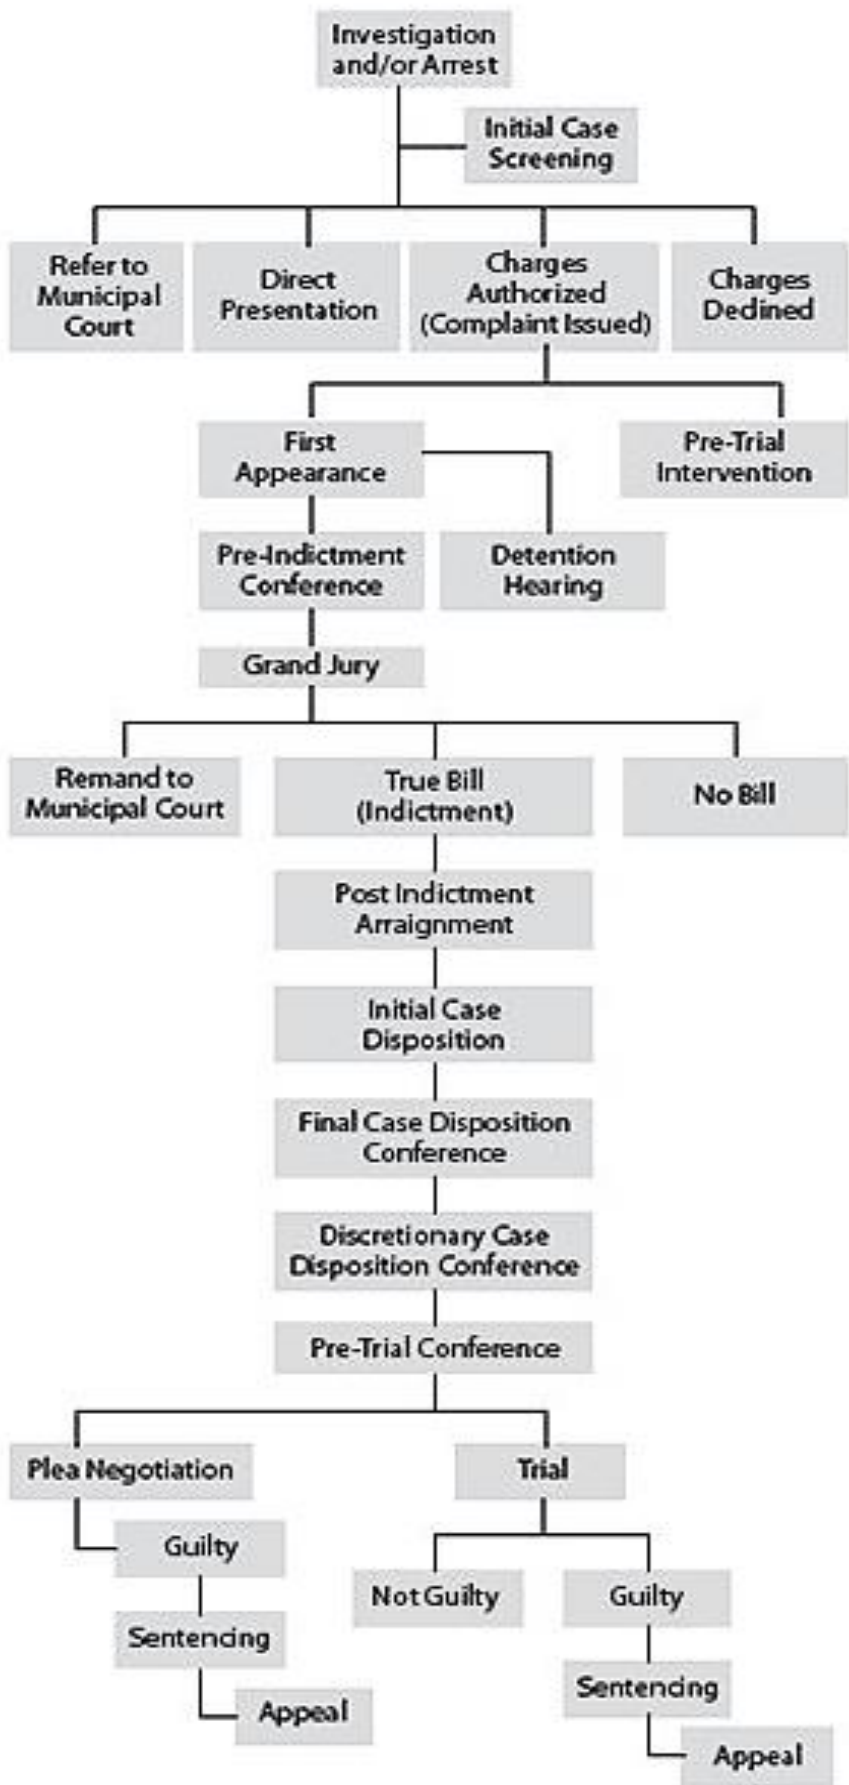 Investigation
and/or Arrest
Initial Case
Screening
Refer to
Municipal
Court
Direct
Presentation
Charges
Authorized
(Complaint Issued)
Charges
Declined
First
Appearance
Pre-Trial
Intervention
Pre-Indictment
Conference
Detention
Hearing
Grand Jury
Remand to
Municipal Court
True Bill
(Indictment)
No Bill
Post Indictment
Arraignment
Initial Case
Disposition
Final Case Disposition
Conference
Discretionary Case
Disposition Conference
Pre-Trial Conference
Plea Negotiation
Trial
Guilty
Not Guilty
Guilty
Sentencing
Sentencing
Appeal
Appeal